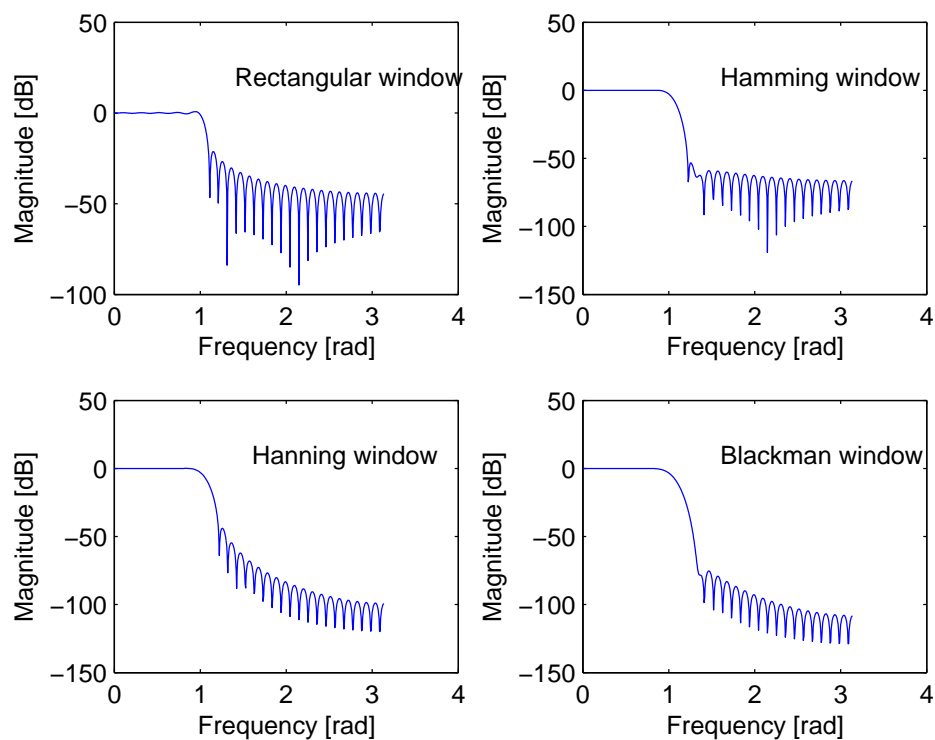 50
0
−50
−100
Magnitude [dB]
Rectangular window
0 1 2 3 4
Frequency [rad]
50
0
−50
−100
−150
Magnitude [dB]
Hamming window
0 1 2 3 4
Frequency [rad]
50
0
−50
−100
−150
Magnitude [dB]
Hanning window
0 1 2 3 4
Frequency [rad]
50
0
−50
−100
−150
Magnitude [dB]
Blackman window
0 1 2 3 4
Frequency [rad]